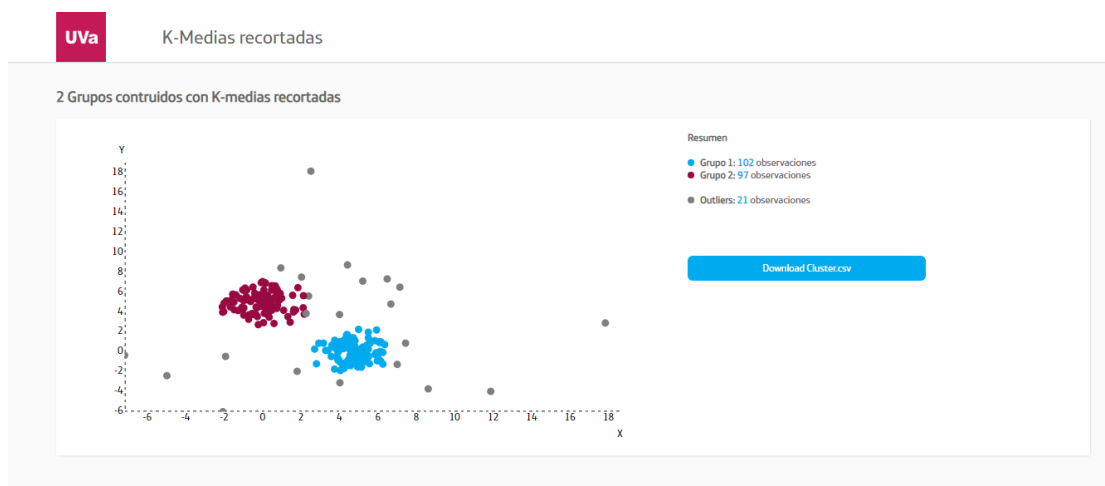 UVa
K-Medias recortadas
2 Grupos contruidos con K-medias recortadas
Resumen
Grupo 1: 102 observaciones
Grupo 2: 97 observaciones
Outliers: 21 observaciones
Download Cluster.csv
Y
18
16
14
12
10
8
6
4
2
0
-2
-4
-6
-6 -4 -2 0 2 4 6 8 10 12 14 16 18
X